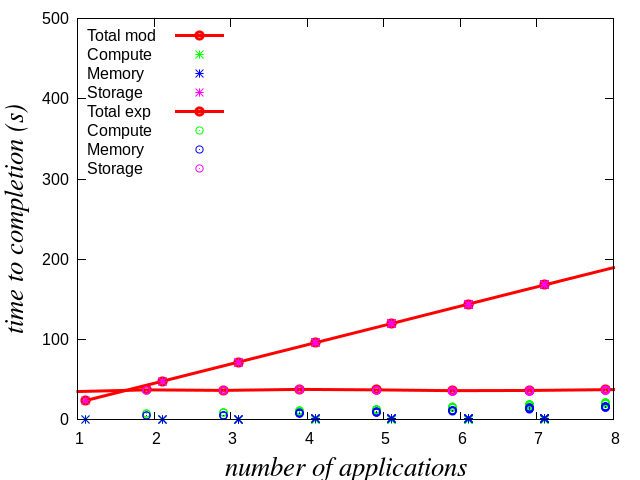 500
400
300
200
100
0
time to completion (s)
Total mod
Compute
Memory
Storage
Total exp
Compute
Memory
Storage
1 2 3 4 5 6 7 8
number of applications